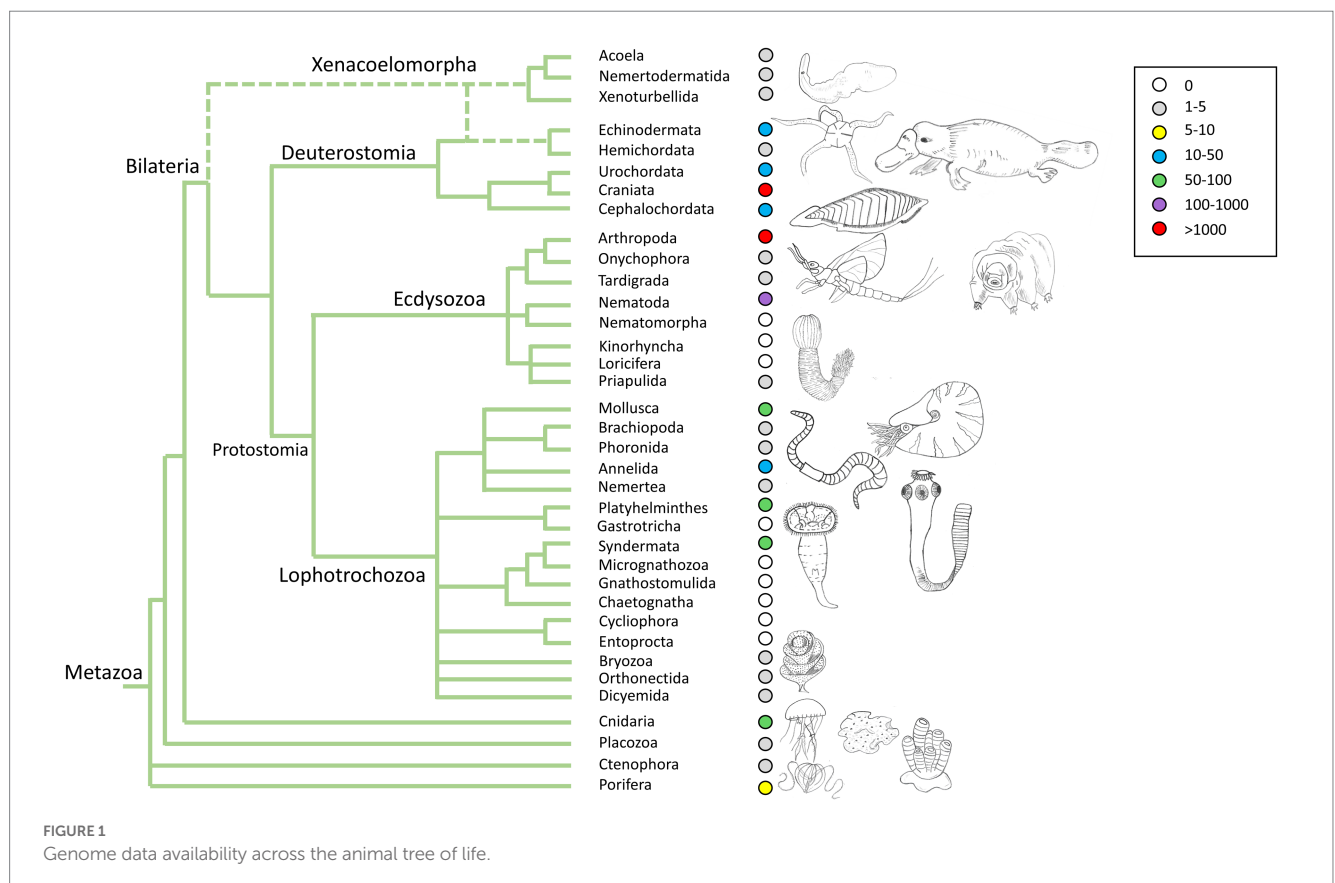 Xenacoelomorpha
Acoela
Nemertodermatida
Xenoturbellida
Bilateria
Deuterostomia
Echinodermata
Hemichordata
Urochordata
Craniata
Cephalochordata
Ecdysozoa
Arthropoda
Onychophora
Tardigrada
Nematoda
Nematomorpha
Kinorhyncha
Loricifera
Priapulida
Protostomia
Mollusca
Brachiopoda
Phoronida
Annelida
Nemertea
Platyhelminthes
Gastrotricha
Lophotrochozoa
Syndermata
Micrognathozoa
Gnathostomulida
Chaetognatha
Cycliophora
Entoprocta
Bryozoa
Orthonectida
Dicyemida
Metazoa
Cnidaria
Placozoa
Ctenophora
Porifera
0
1-5
5-10
10-50
50-100
100-1000
>1000
FIGURE 1
Genome data availability across the animal tree of life.